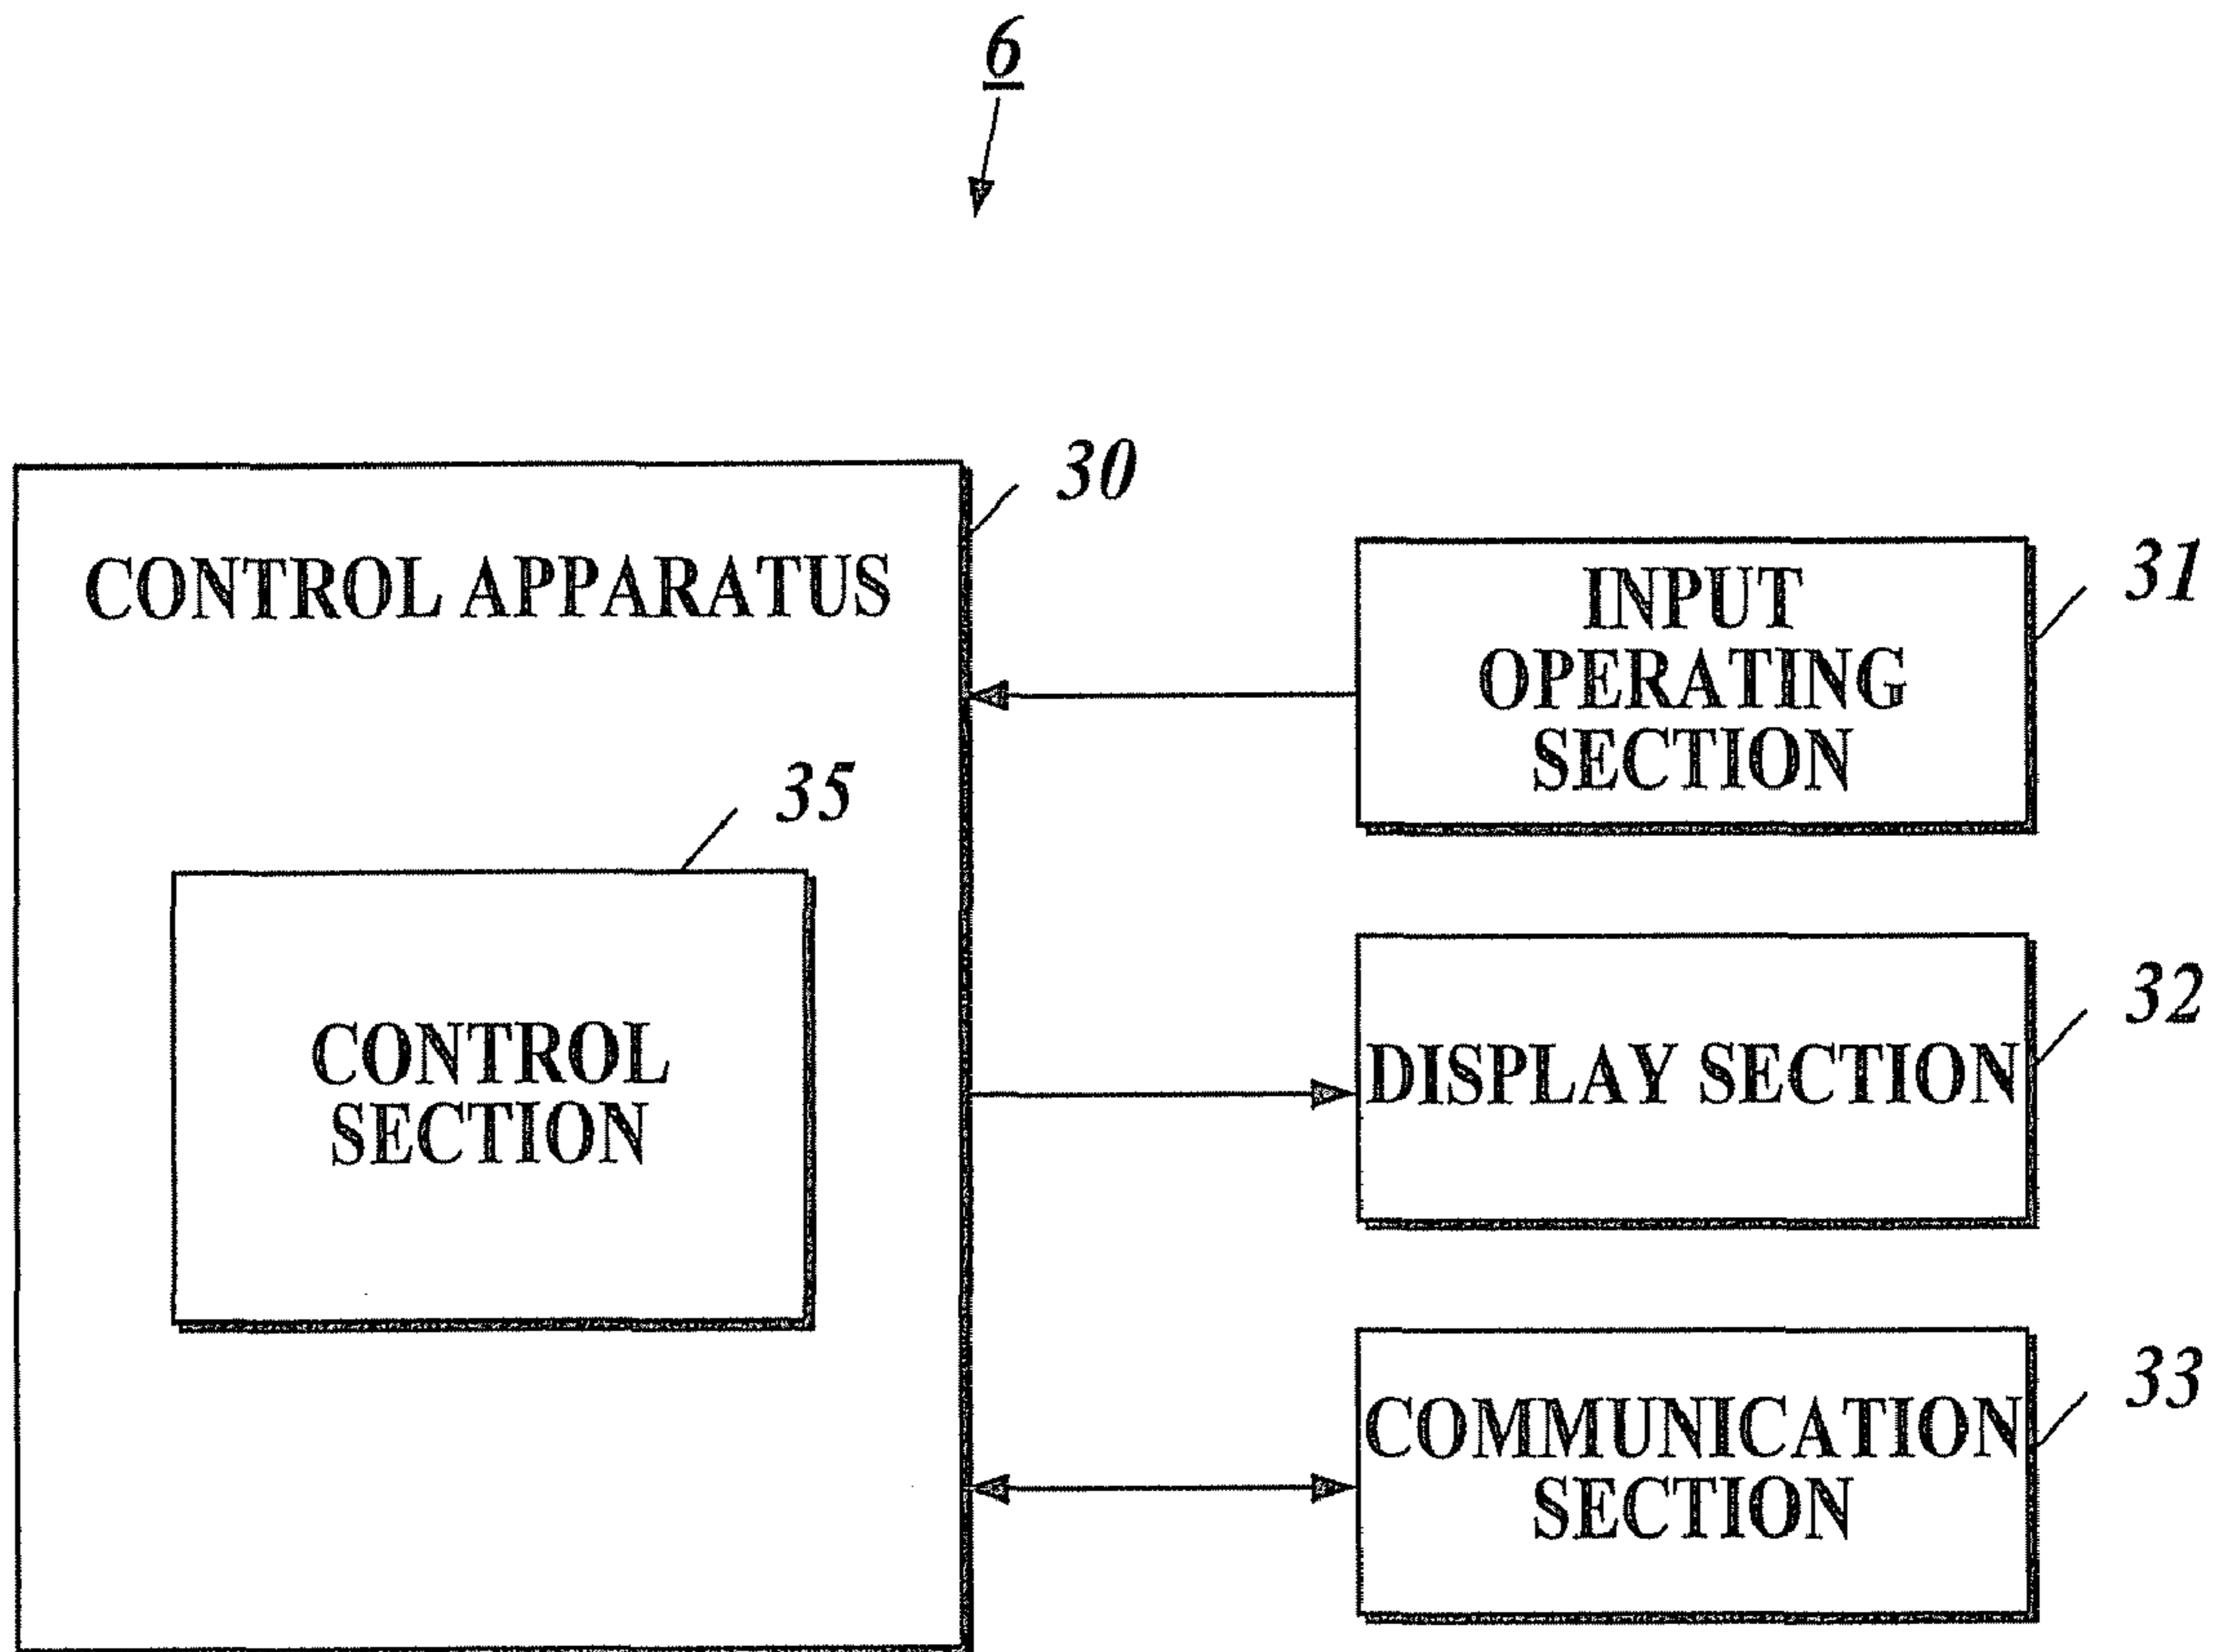 6
30
CONTROL APPARATUS
31
INPUT
OPERATING
SECTION
35
CONTROL
SECTION
32
DISPLAY SECTION
33
COMMUNICATION
SECTION